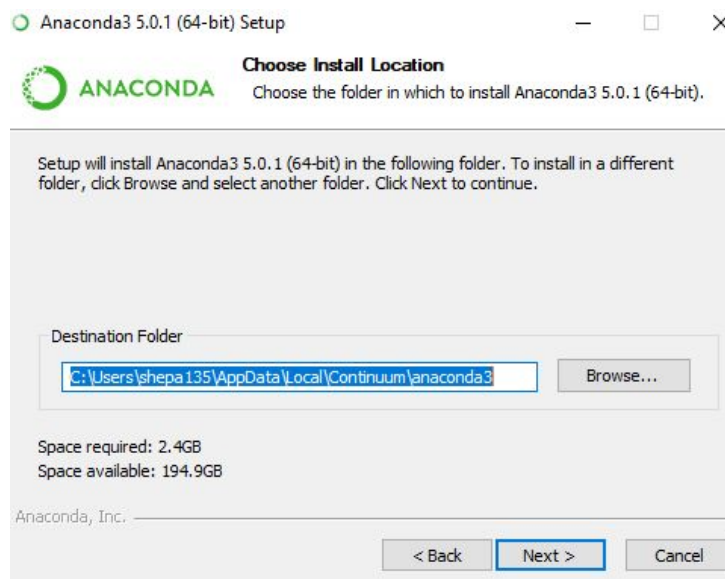 Anaconda3 5.0.1 (64-bit) Setup
ANACONDA
Choose Install Location
Choose the folder in which to install Anaconda3 5.0.1 (64-bit).
Setup will install Anaconda3 5.0.1 (64-bit) in the following folder. To install in a different
folder, click Browse and select another folder. Click Next to continue.
Destination Folder
C:\Users\shepa135\AppData\Local\Continuum\anaconda3
Browse...
Space required: 2.4GB
Space available: 194.9GB
Anaconda, Inc.
< Back
Next >
Cancel